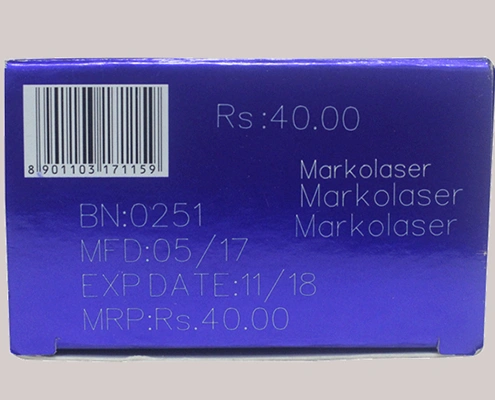 Rs:40.00
8 901103 171159
Markolaser
Markolaser
Markolaser
BN:0251
MFD:05/17
EXP DATE:11/18
MRP:Rs.40.00